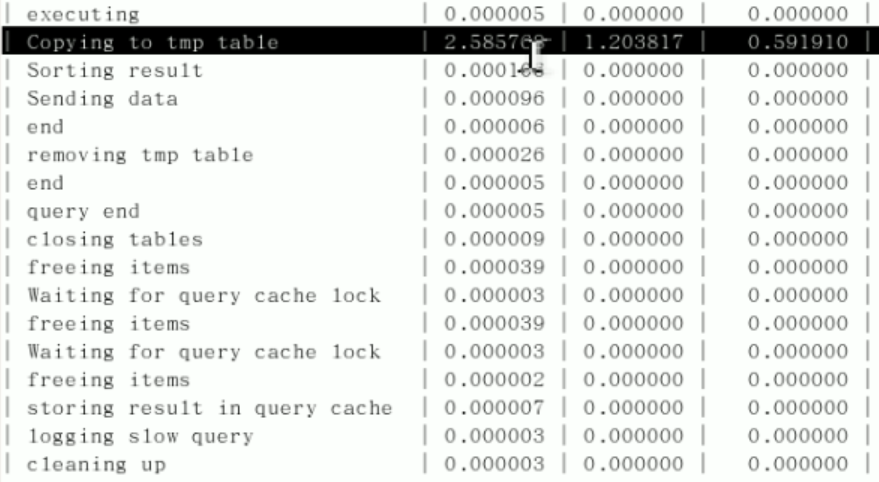 | executing | 0.000005 | 0.000000 | 0.000000 |
| Copying to tmp table | | 1.203817 | 0.591910 |
| Sorting result | | 0.000000 | 0.000000 |
| Sending data | 0.000096 | 0.000000 | 0.000000 |
| end | 0.000006 | 0.000000 | 0.000000 |
| removing tmp table | 0.000026 | 0.000000 | 0.000000 |
| end | 0.000005 | 0.000000 | 0.000000 |
| query end | 0.000005 | 0.000000 | 0.000000 |
| closing tables | 0.000009 | 0.000000 | 0.000000 |
| freeing items | 0.000039 | 0.000000 | 0.000000 |
| Waiting for query cache lock | 0.000003 | 0.000000 | 0.000000 |
| freeing items | 0.000039 | 0.000000 | 0.000000 |
| Waiting for query cache lock | 0.000003 | 0.000000 | 0.000000 |
| freeing items | 0.000002 | 0.000000 | 0.000000 |
| storing result in query cache | 0.000007 | 0.000000 | 0.000000 |
| logging slow query | 0.000003 | 0.000000 | 0.000000 |
| cleaning up | 0.000003 | 0.000000 | 0.000000 |